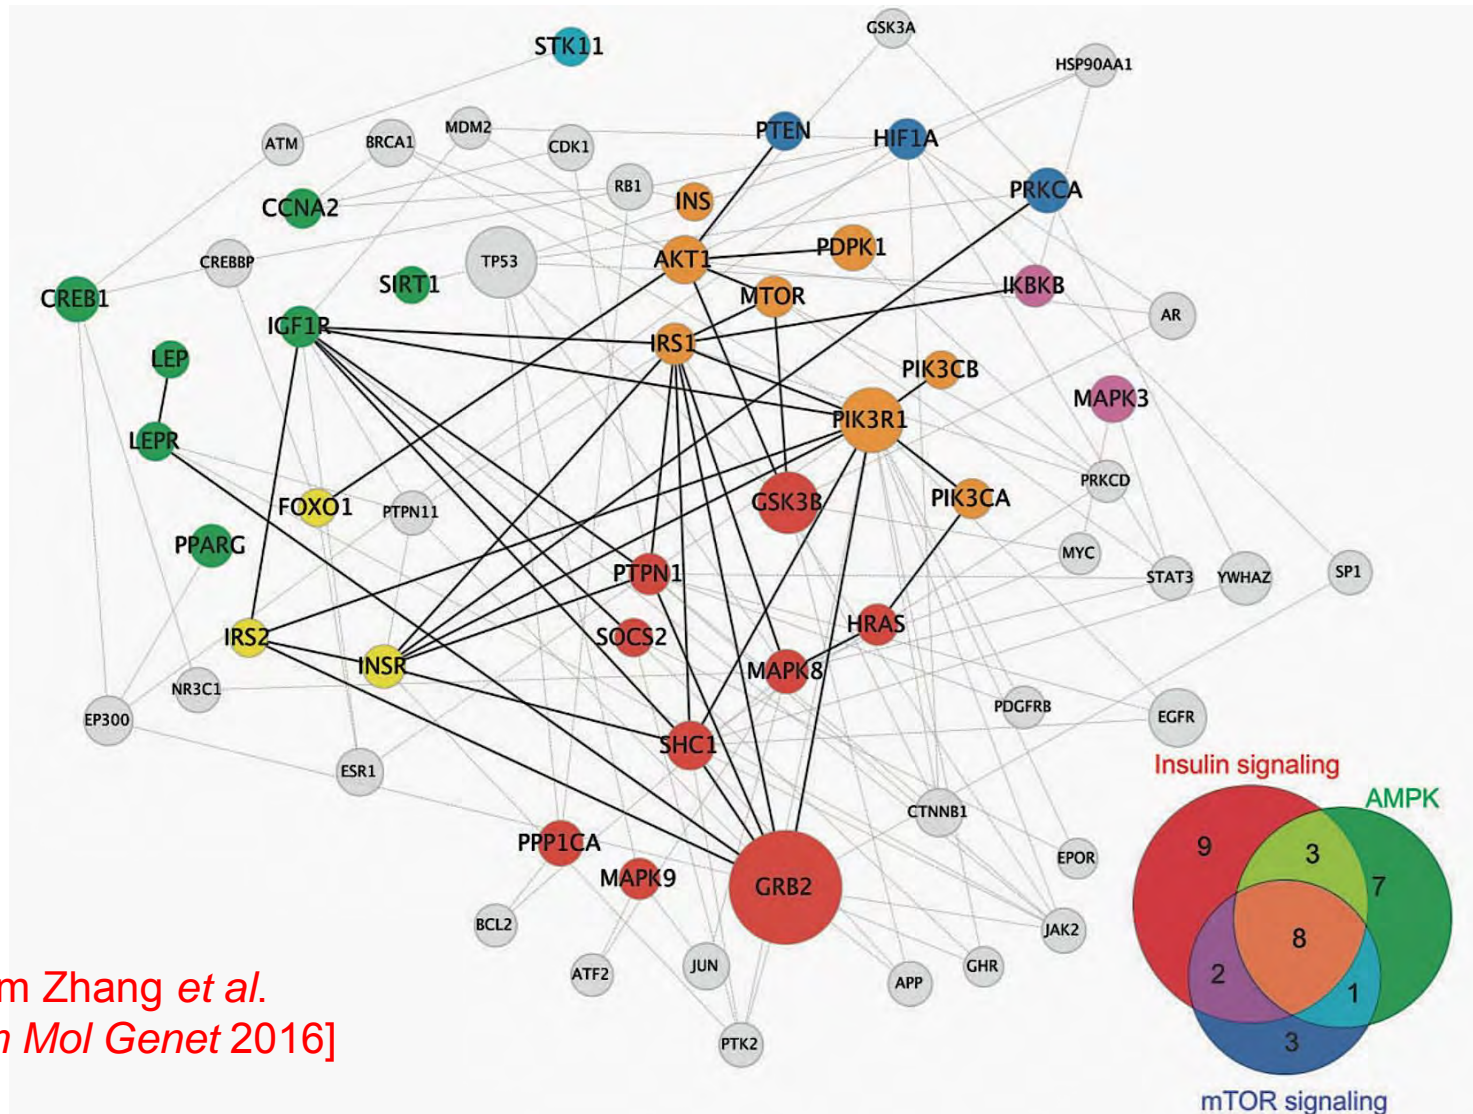 GSK3A
STK11
HSP90AA1
MDM2
PTEN
HIF1A
ATM
BRCA1
CDK1
RB1
PRKCA
CCNA2
INS
PDPK1
CREBBP
TP53
AKT1
SIRT1
IKBKB
CREB1
MTOR
AR
IGF1R
IRS1
LEP
PIK3CB
MAPK3
PIK3R1
LEPR
PRKCD
FOXO1
PTPN11
GSK3B
PIK3CA
PPARG
MYC
PTPN1
STAT3
YWHAZ
SP1
IRS2
SOCS2
HRAS
INSR
MAPK8
NR3C1
PDGFRB
EP300
EGFR
SHC1
ESR1
Insulin signaling
AMPK
CTNNB1
PPP1CA
EPOR
9
3
7
MAPK9
GRB2
BCL2
JAK2
8
ATF2
JUN
APP
GHR
2
1
m Zhang et al.
Mol Genet 2016]
PTK2
3
mTOR signaling